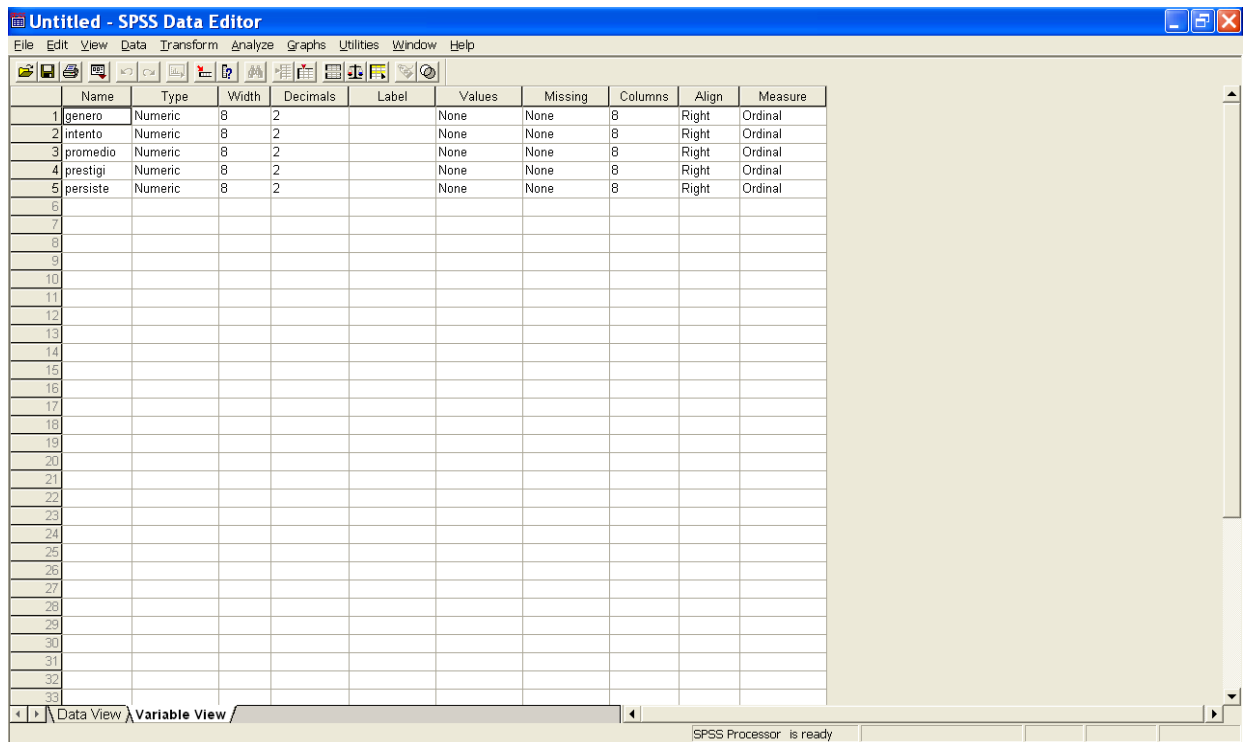 Untitled - SPSS Data Editor
File Edit View Data Transform Analyze Graphs Utilities Window Help
Name Type Width Decimals Label Values Missing Columns Align Measure
1 genero Numeric 8 2 None None 8 Right Ordinal
2 intento Numeric 8 2 None None 8 Right Ordinal
3 promedio Numeric 8 2 None None 8 Right Ordinal
4 prestigi Numeric 8 2 None None 8 Right Ordinal
5 persiste Numeric 8 2 None None 8 Right Ordinal
6
7
8
9
10
11
12
13
14
15
16
17
18
19
20
21
22
23
24
25
26
27
28
29
30
31
32
33
Data View Variable View
SPSS Processor is ready